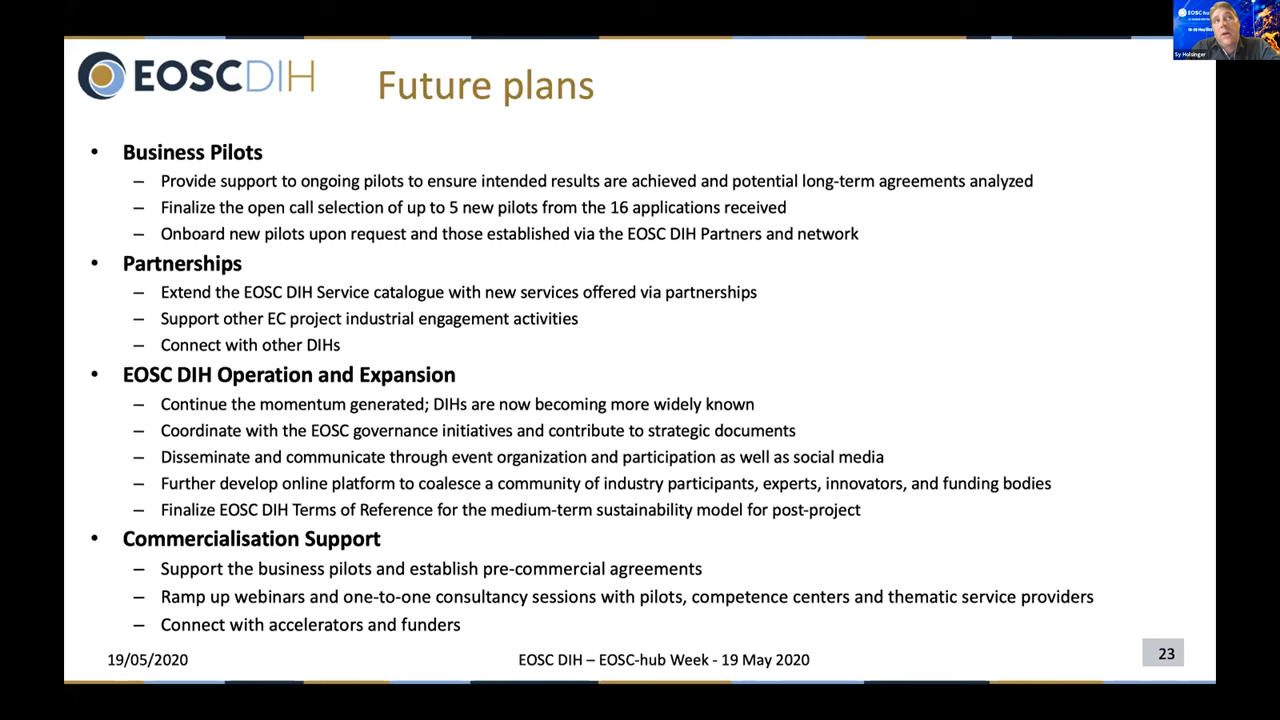 EOSC DIH
Future plans
• Business Pilots
– Provide support to ongoing pilots to ensure intended results are achieved and potential long-term agreements analyzed
– Finalize the open call selection of up to 5 new pilots from the 16 applications received
– Onboard new pilots upon request and those established via the EOSC DIH Partners and network
• Partnerships
– Extend the EOSC DIH Service catalogue with new services offered via partnerships
– Support other EC project industrial engagement activities
– Connect with other DIHs
• EOSC DIH Operation and Expansion
– Continue the momentum generated; DIHs are now becoming more widely known
– Coordinate with the EOSC governance initiatives and contribute to strategic documents
– Disseminate and communicate through event organization and participation as well as social media
– Further develop online platform to coalesce a community of industry participants, experts, innovators, and funding bodies
– Finalize EOSC DIH Terms of Reference for the medium-term sustainability model for post-project
• Commercialisation Support
– Support the business pilots and establish pre-commercial agreements
– Ramp up webinars and one-to-one consultancy sessions with pilots, competence centers and thematic service providers
– Connect with accelerators and funders
19/05/2020
EOSC DIH – EOSC-hub Week - 19 May 2020
23
EOSC-hub
Sy Holsinger